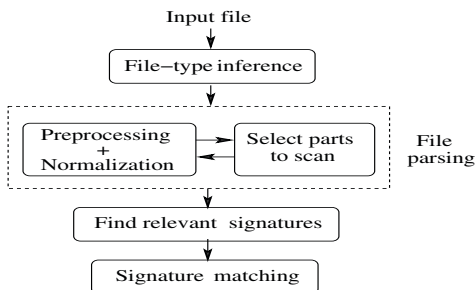 Input file
File-type inference
Preprocessing
+
Normalization
Select parts
to scan
File
parsing
Find relevant signatures
Signature matching